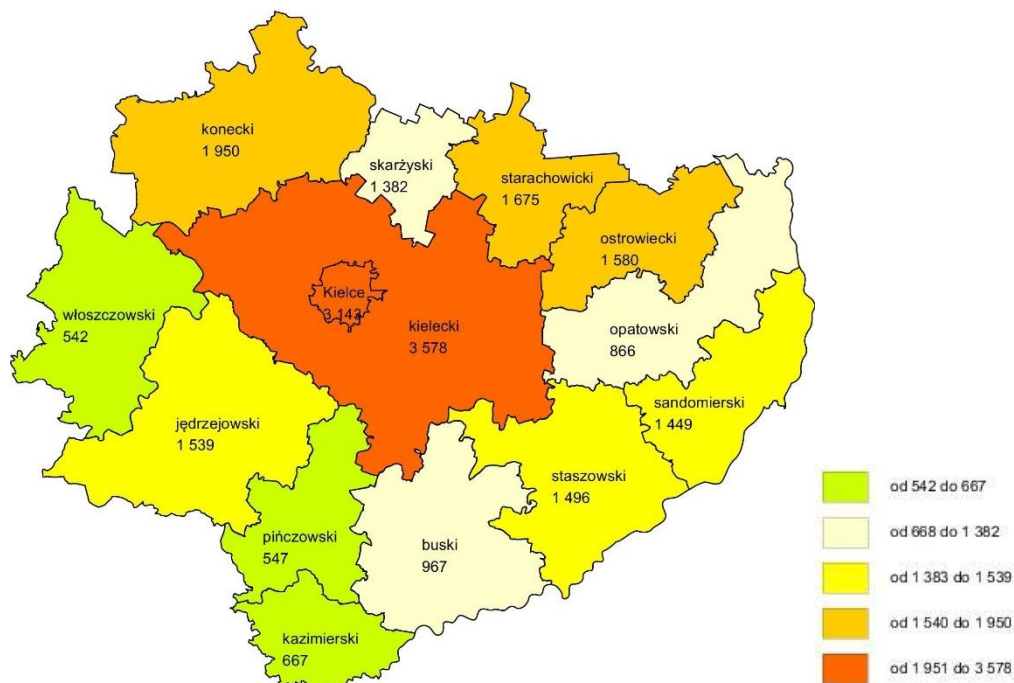 konecki
1 950
skarżyski
1 382
starachowicki
1 675
ostrowiecki
1 580
Kielce
3 143
włoszczowski
542
kielecki
3 578
opatowski
866
sandomierski
1 449
jędrzejowski
1 539
staszowski
1 496
pińczowski
547
buski
967
kazimierski
667
od 542 do 667
od 668 do 1 382
od 1 383 do 1 539
od 1 540 do 1 950
od 1 951 do 3 578